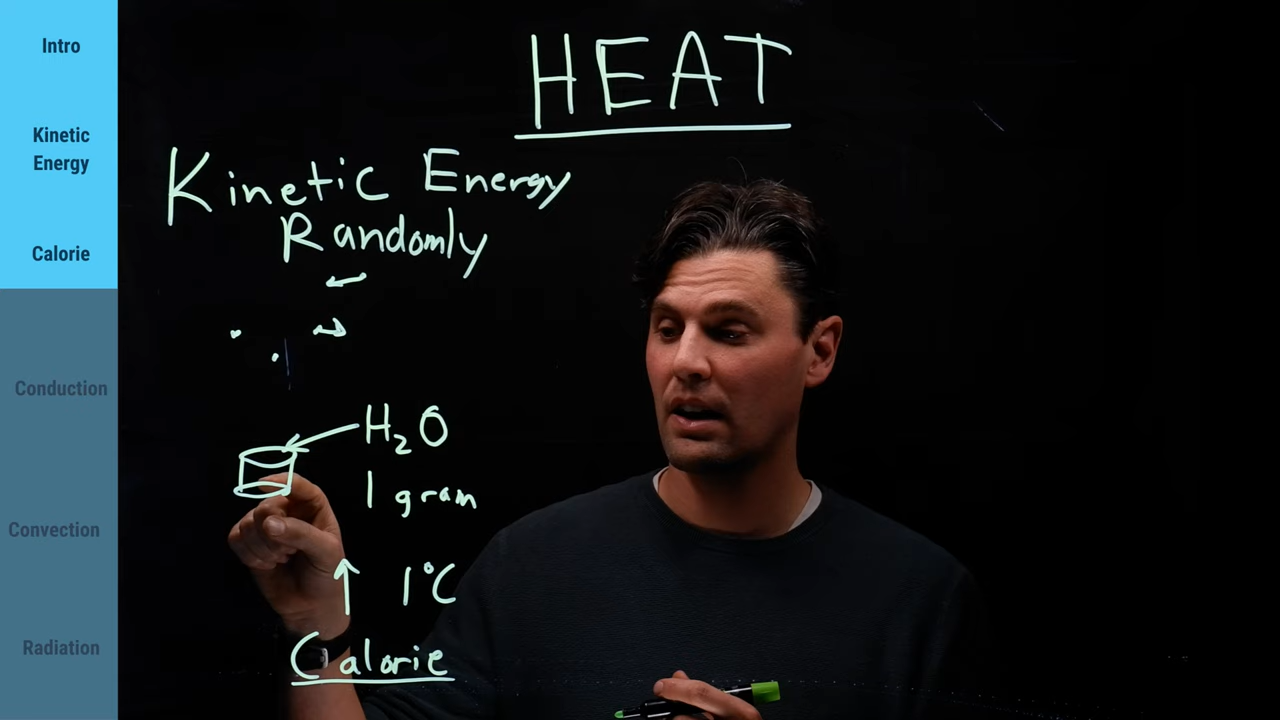 Intro
Kinetic
Energy
Calorie
Conduction
Convection
Radiation
HEAT
Kinetic Energy
Randomly
H₂O
1 gram
↑ 1°C
Calorie